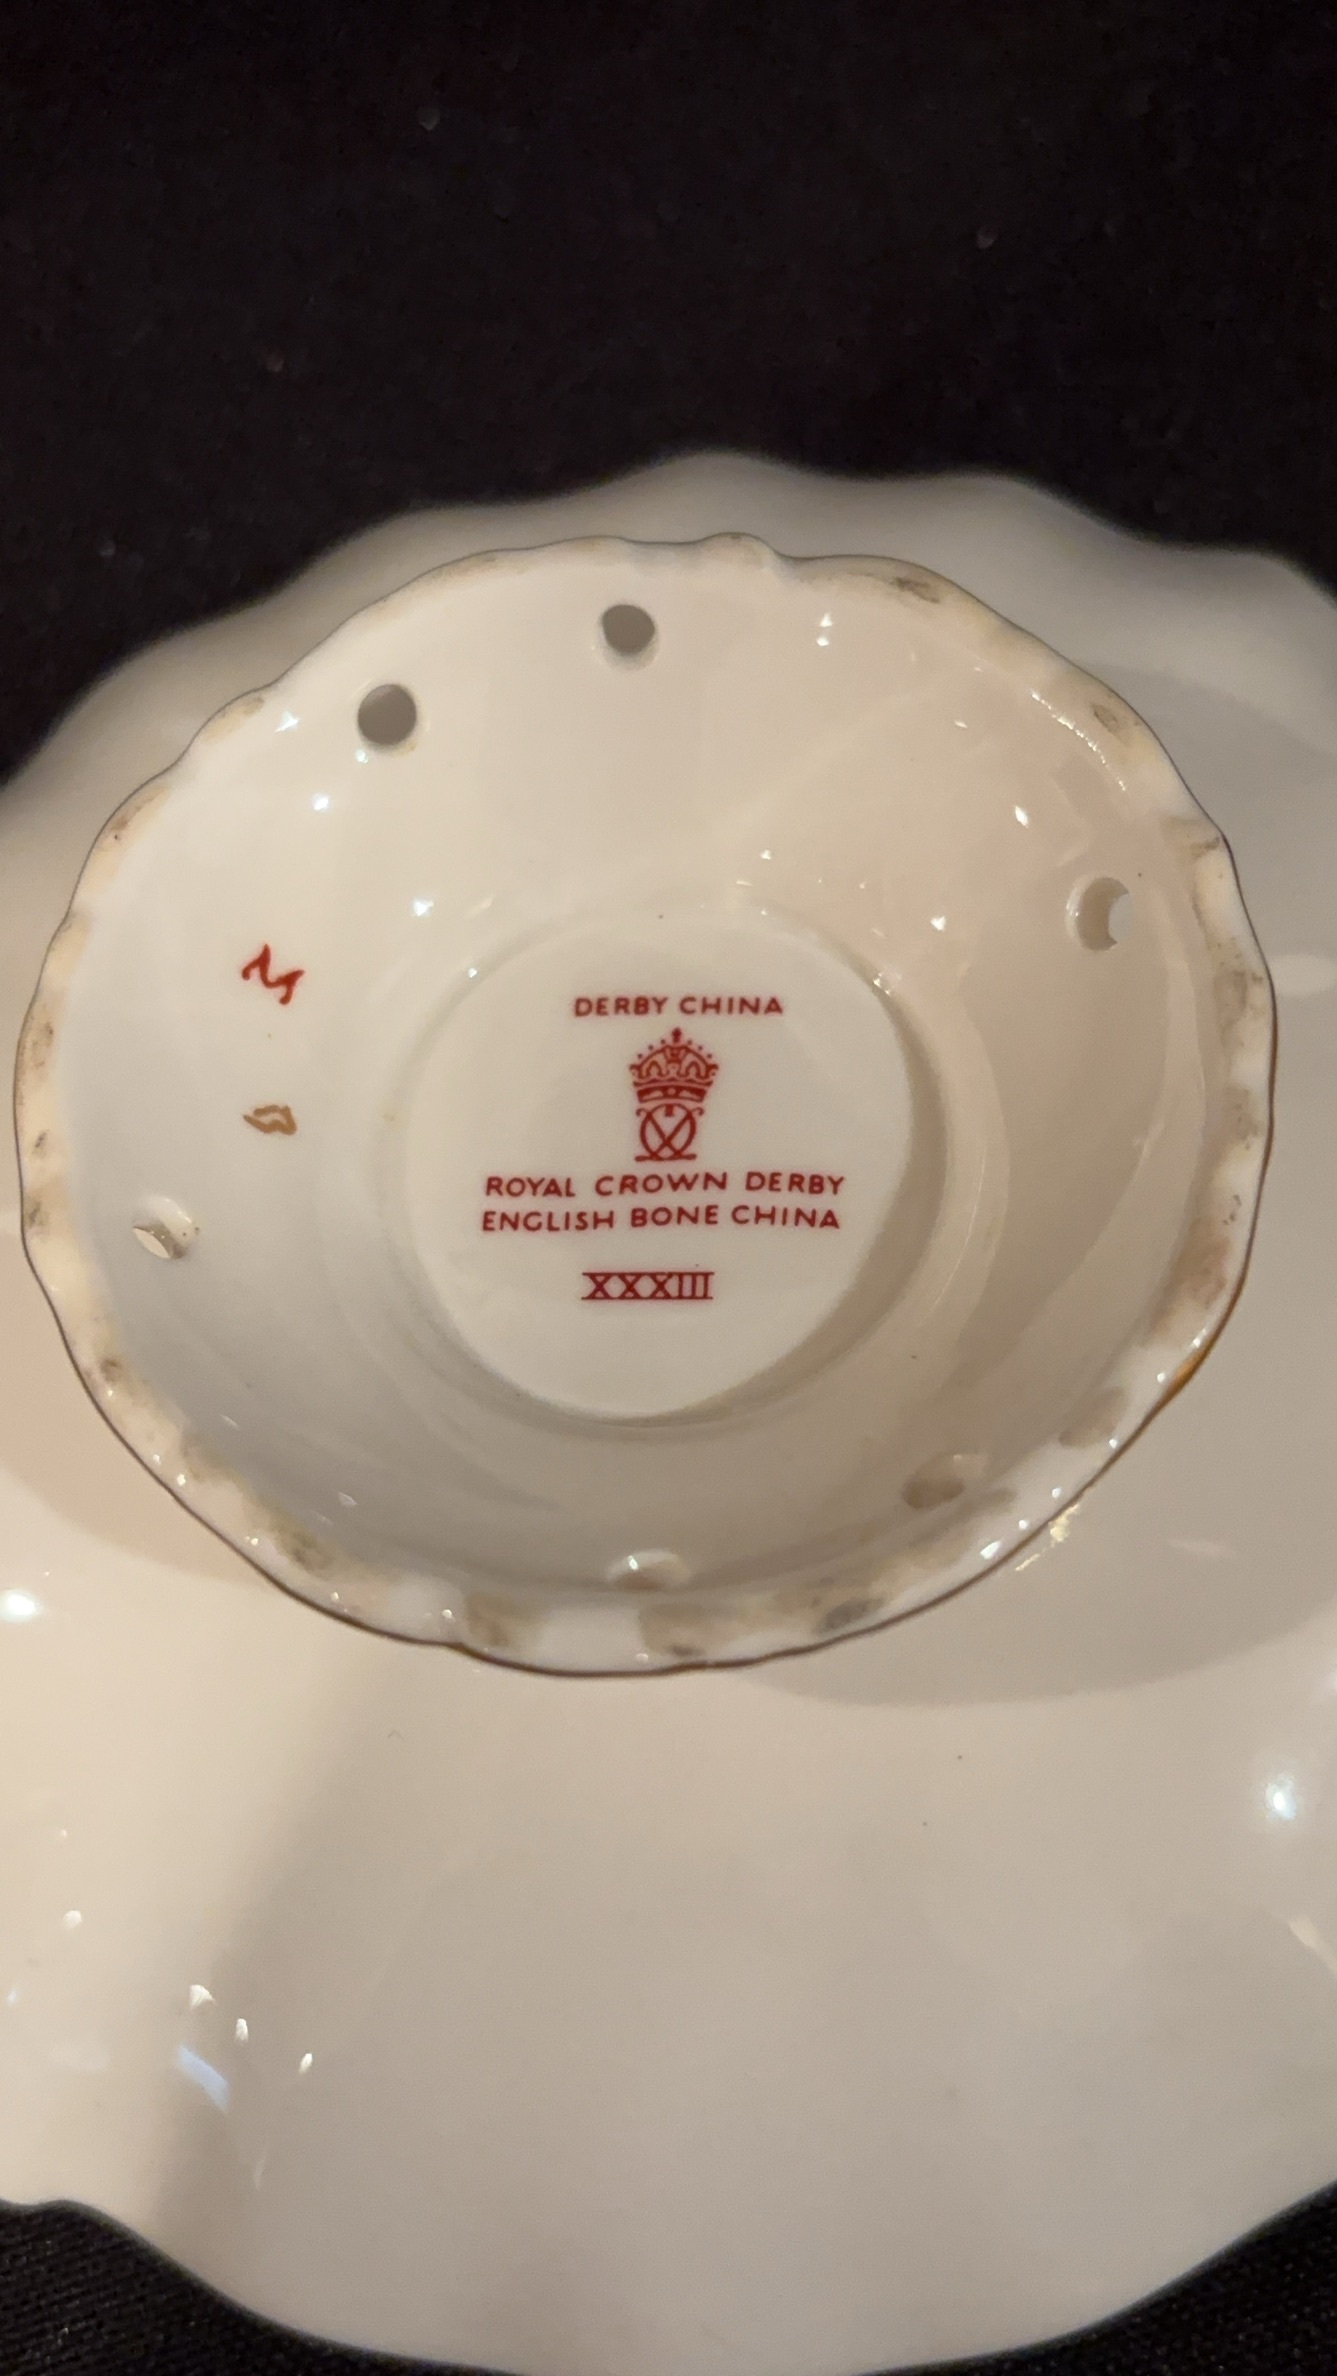 DERBY CHINA
ROYAL CROWN DERBY
ENGLISH BONE CHINA
XXXIII